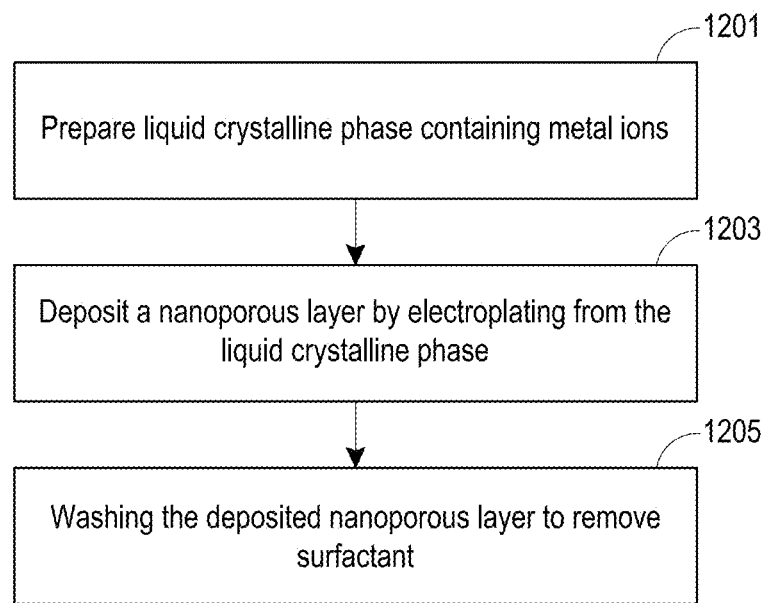 1201
Prepare liquid crystalline phase containing metal ions
1203
Deposit a nanoporous layer by electroplating from the
liquid crystalline phase
1205
Washing the deposited nanoporous layer to remove
surfactant